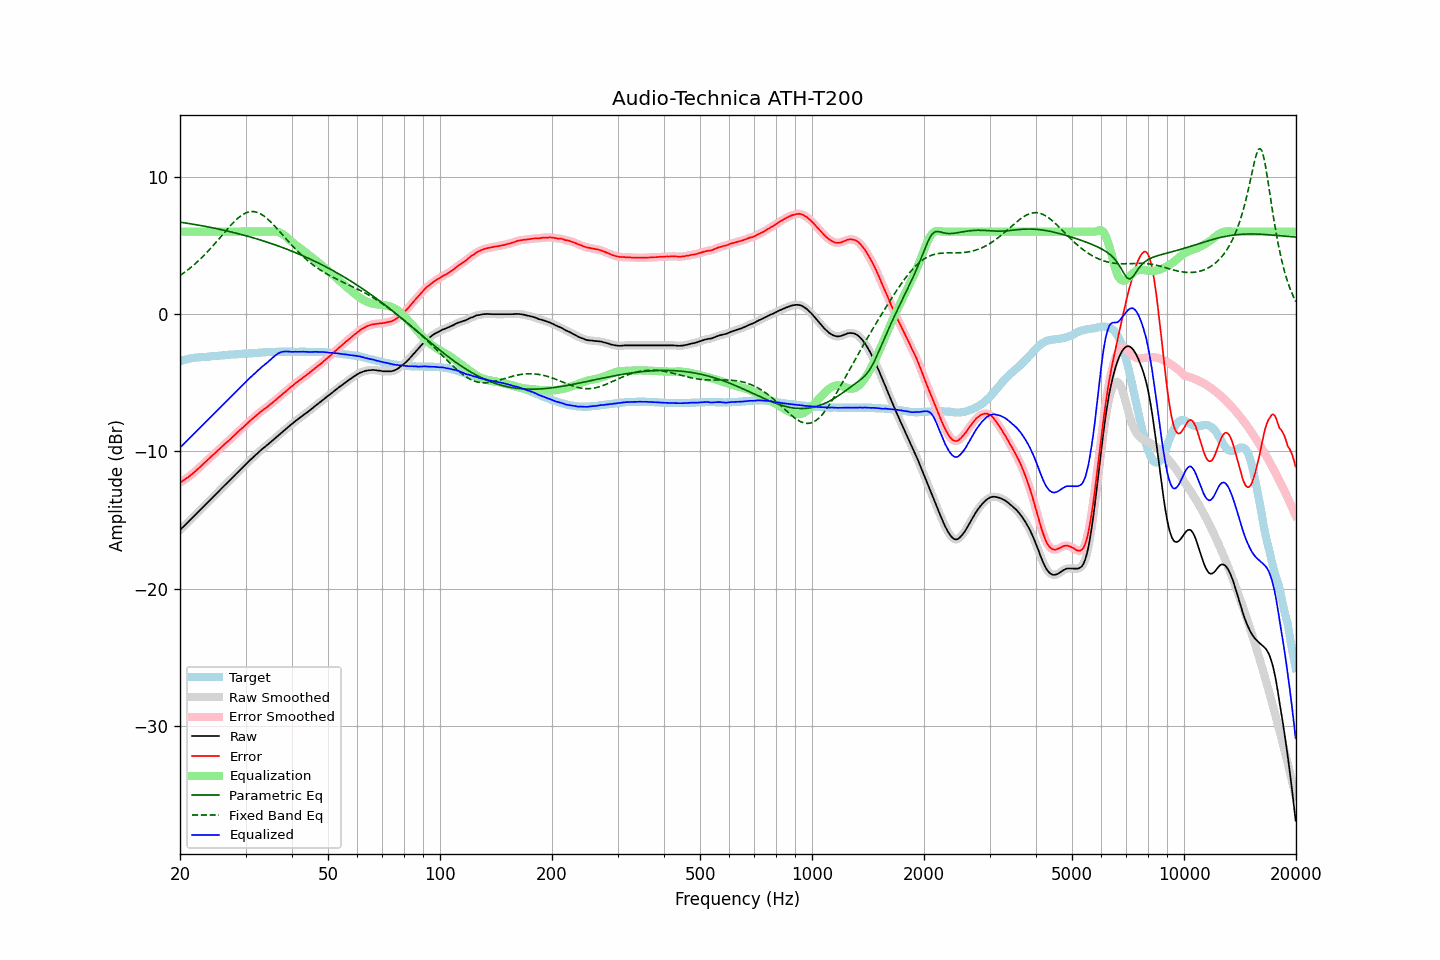 Audio-Technica ATH-T200
Amplitude (dBr)
10
0
−10
−20
−30
Target
Raw Smoothed
Error Smoothed
Raw
Error
Equalization
Parametric Eq
Fixed Band Eq
Equalized
20 50 100 200 500 1000 2000 5000 10000 20000
Frequency (Hz)